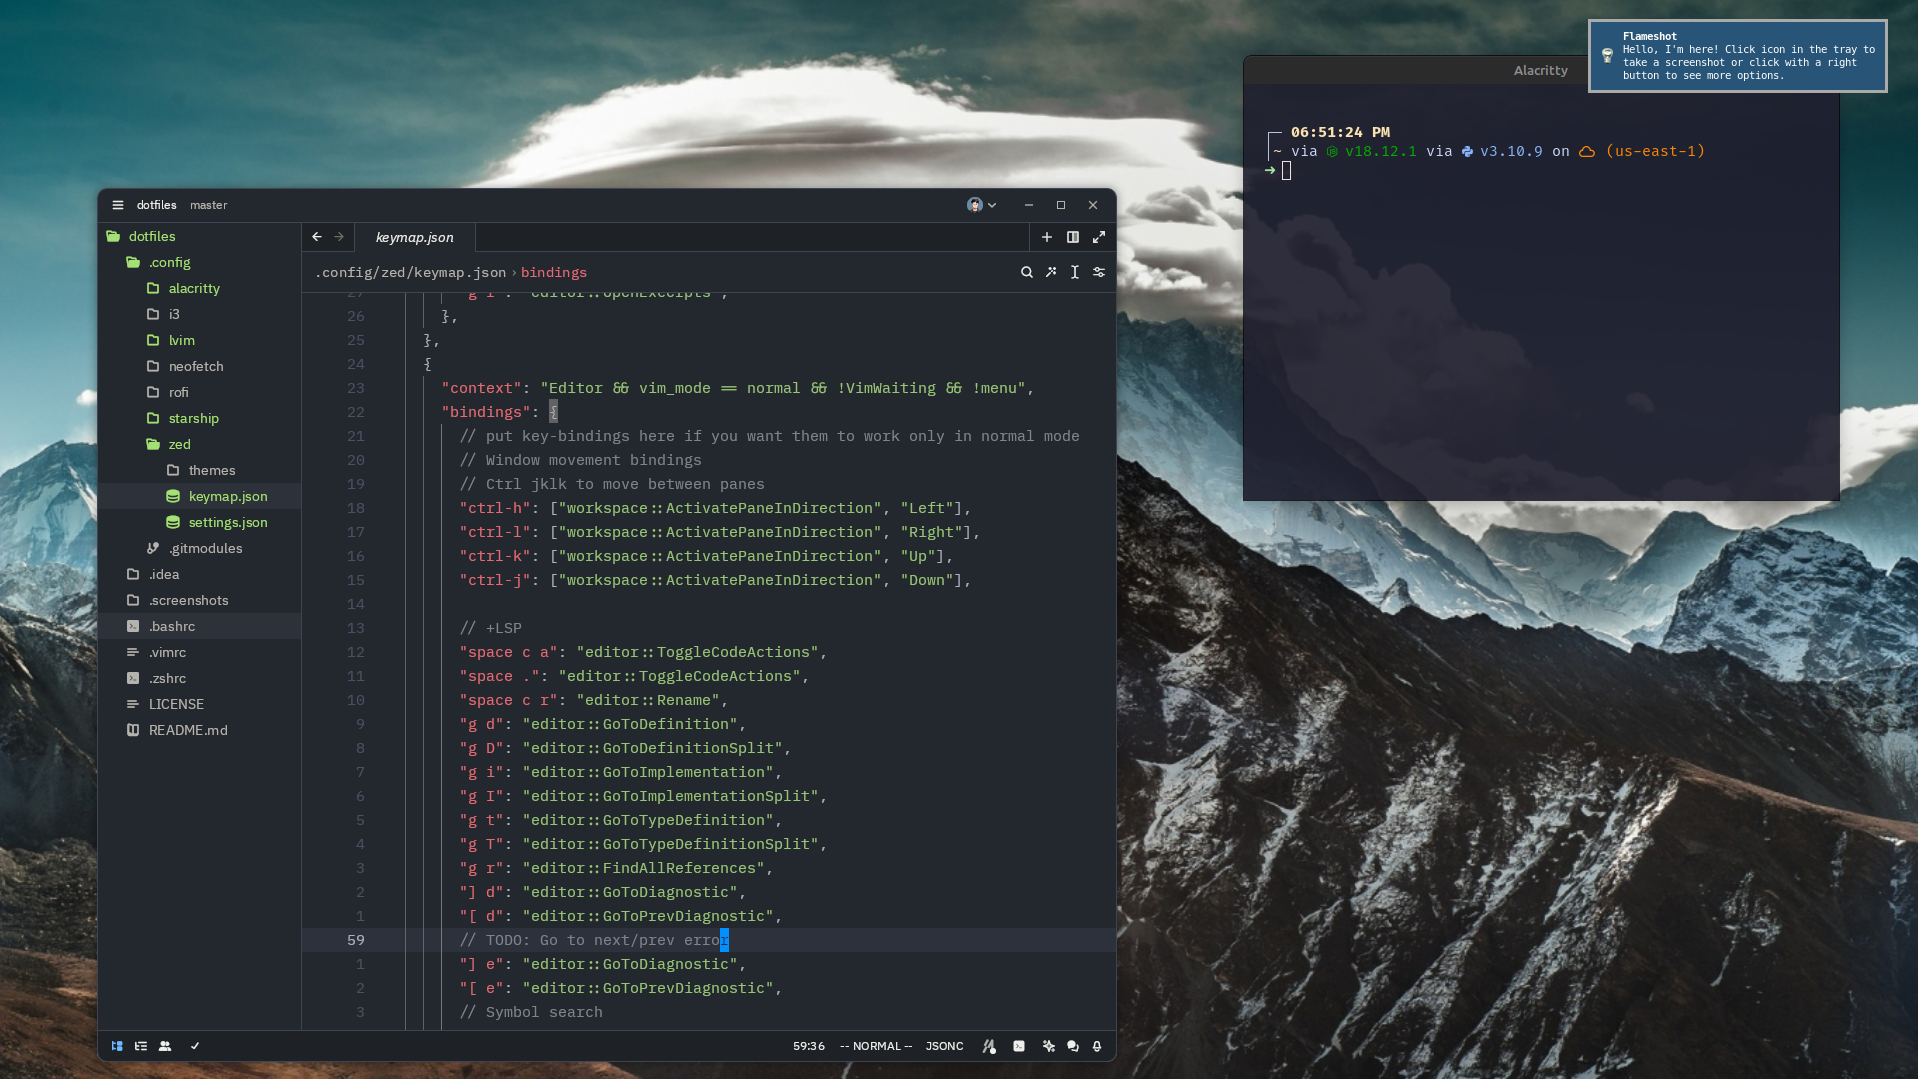 Flameshot
Hello, I'm here! Click icon in the tray to
take a screenshot or click with a right
button to see more options.
Alacritty
06:51:24 PM
~ via v18.12.1 via v3.10.9 on (us-east-1)
dotfiles master
dotfiles
.config
alacritty
i3
lvim
neofetch
rofi
starship
zed
themes
keymap.json
settings.json
.gitmodules
.idea
.screenshots
.bashrc
.vimrc
.zshrc
LICENSE
README.md
keymap.json
.config/zed/keymap.json › bindings
26 },
25 },
24 {
23 "context": "Editor && vim_mode == normal && !VimWaiting && !menu",
22 "bindings": {
21 // put key-bindings here if you want them to work only in normal mode
20 // Window movement bindings
19 // Ctrl jklk to move between panes
18 "ctrl-h": ["workspace::ActivatePaneInDirection", "Left"],
17 "ctrl-l": ["workspace::ActivatePaneInDirection", "Right"],
16 "ctrl-k": ["workspace::ActivatePaneInDirection", "Up"],
15 "ctrl-j": ["workspace::ActivatePaneInDirection", "Down"],
14
13 // +LSP
12 "space c a": "editor::ToggleCodeActions",
11 "space .": "editor::ToggleCodeActions",
10 "space c r": "editor::Rename",
9 "g d": "editor::GoToDefinition",
8 "g D": "editor::GoToDefinitionSplit",
7 "g i": "editor::GoToImplementation",
6 "g I": "editor::GoToImplementationSplit",
5 "g t": "editor::GoToTypeDefinition",
4 "g T": "editor::GoToTypeDefinitionSplit",
3 "g r": "editor::FindAllReferences",
2 "] d": "editor::GoToDiagnostic",
1 "[ d": "editor::GoToPrevDiagnostic",
59 // TODO: Go to next/prev error
1 "] e": "editor::GoToDiagnostic",
2 "[ e": "editor::GoToPrevDiagnostic",
3 // Symbol search
59:36 -- NORMAL -- JSONC